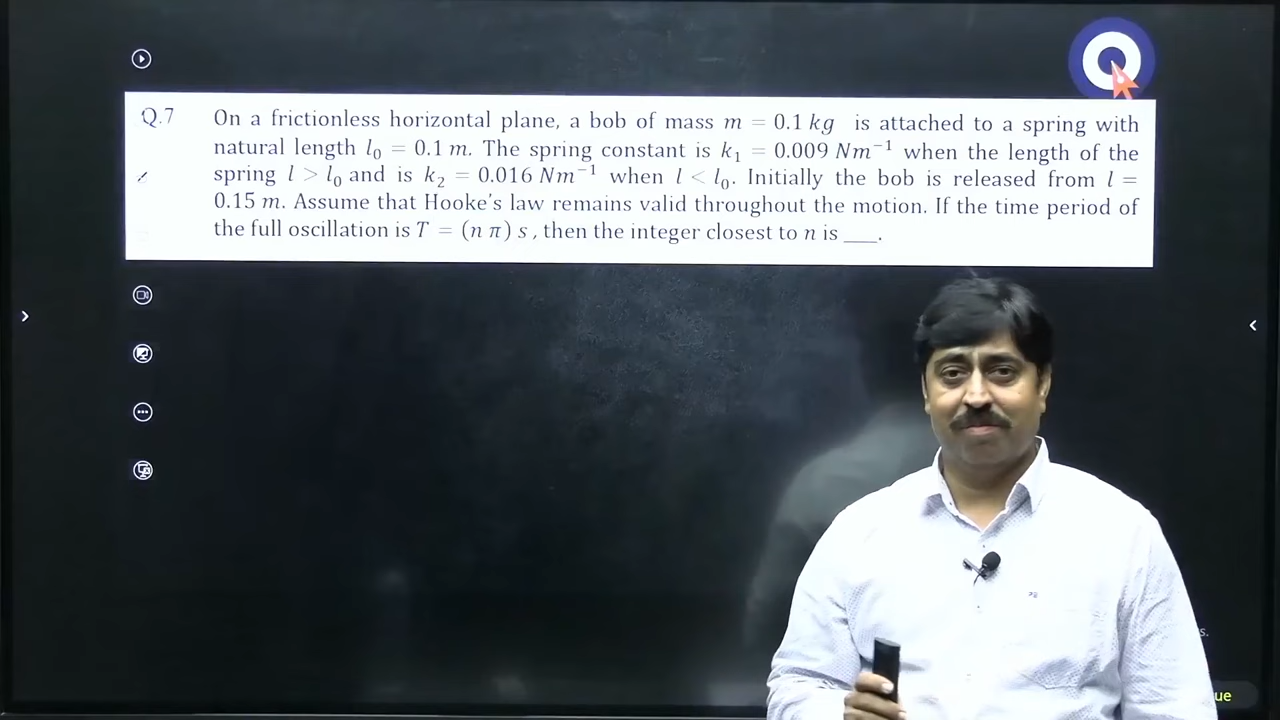 Q.7 On a frictionless horizontal plane, a bob of mass m = 0.1 kg is attached to a spring with
natural length l₀ = 0.1 m. The spring constant is k₁ = 0.009 Nm⁻¹ when the length of the
spring l > l₀ and is k₂ = 0.016 Nm⁻¹ when l < l₀. Initially the bob is released from l =
0.15 m. Assume that Hooke's law remains valid throughout the motion. If the time period of
the full oscillation is T = (n π) s, then the integer closest to n is ___.
s.
ue